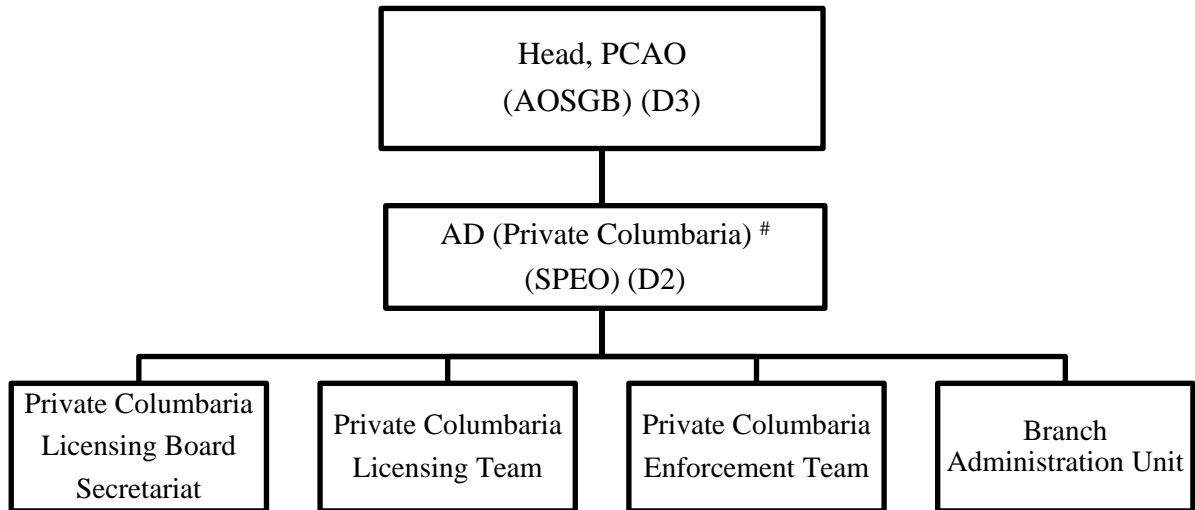 Head, PCAO
(AOSGB) (D3)
AD (Private Columbaria) #
(SPEO) (D2)
Private Columbaria
Licensing Board
Secretariat
Private Columbaria
Licensing Team
Private Columbaria
Enforcement Team
Branch
Administration Unit